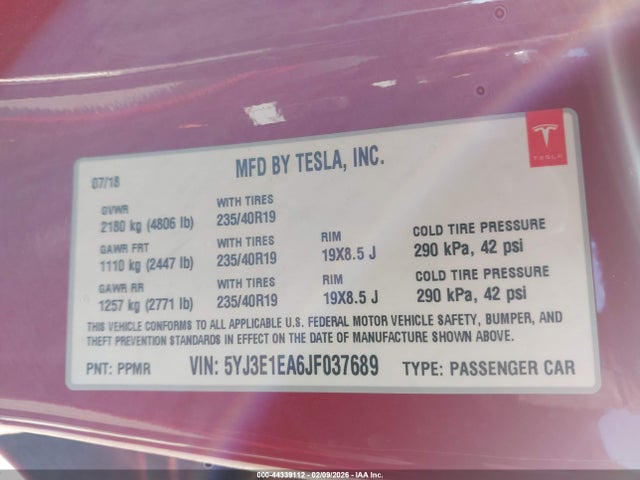 TESLA
MFD BY TESLA, INC.
07/18
GVWR
2180 kg (4806 lb)
WITH TIRES
235/40R19
GAWR FRT
1110 kg (2447 lb)
WITH TIRES
235/40R19
RIM
19X8.5 J
COLD TIRE PRESSURE
290 kPa, 42 psi
GAWR RR
1257 kg (2771 lb)
WITH TIRES
235/40R19
RIM
19X8.5 J
COLD TIRE PRESSURE
290 kPa, 42 psi
THIS VEHICLE CONFORMS TO ALL APPLICABLE U.S. FEDERAL MOTOR VEHICLE SAFETY, BUMPER, AND
THEFT PREVENTION STANDARDS IN EFFECT ON THE DATE OF MANUFACTURE SHOWN ABOVE.
PNT: PPMR
VIN: 5YJ3E1EA6JF037689
TYPE: PASSENGER CAR
000-44339112 - 02/09/2026 - IAA Inc.